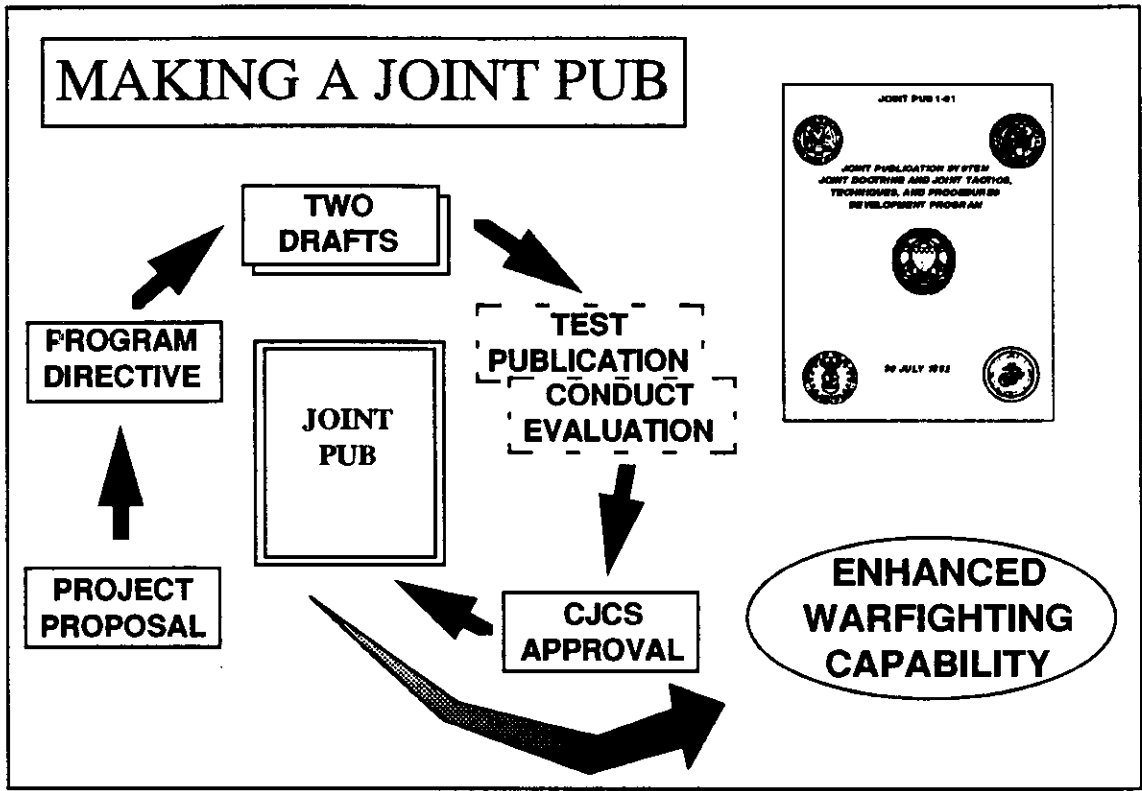 MAKING A JOINT PUB
JOINT PUB 1-01
JOINT PUBLICATION SYSTEM
JOINT DOCTRINE AND JOINT TACTICS,
TECHNIQUES, AND PROCEDURES
DEVELOPMENT PROGRAM
JULY
TWO
DRAFTS
TEST
PUBLICATION
CONDUCT
EVALUATION
PROGRAM
DIRECTIVE
JOINT
PUB
PROJECT
PROPOSAL
CJCS
APPROVAL
ENHANCED
WARFIGHTING
CAPABILITY